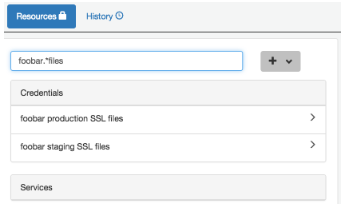 Resources History
foobar.*files
Credentials
foobar production SSL files
foobar staging SSL files
Services